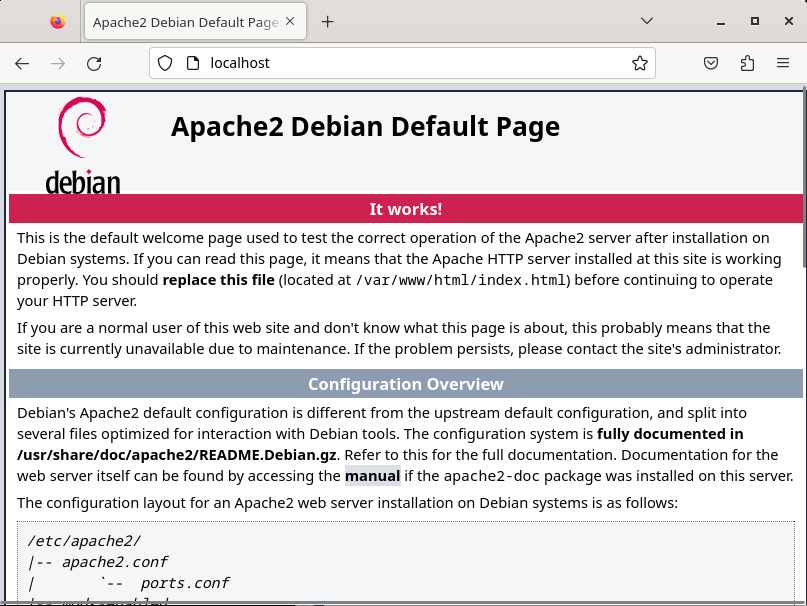 Apache2 Debian Default Page:
localhost
debian
Apache2 Debian Default Page
It works!
This is the default welcome page used to test the correct operation of the Apache2 server after installation on
Debian systems. If you can read this page, it means that the Apache HTTP server installed at this site is working
properly. You should replace this file (located at /var/www/html/index.html) before continuing to operate
your HTTP server.
If you are a normal user of this web site and don't know what this page is about, this probably means that the
site is currently unavailable due to maintenance. If the problem persists, please contact the site's administrator.
Configuration Overview
Debian's Apache2 default configuration is different from the upstream default configuration, and split into
several files optimized for interaction with Debian tools. The configuration system is fully documented in
/usr/share/doc/apache2/README.Debian.gz. Refer to this for the full documentation. Documentation for the
web server itself can be found by accessing the manual if the apache2-doc package was installed on this server.
The configuration layout for an Apache2 web server installation on Debian systems is as follows:
/etc/apache2/
|-- apache2.conf
|       `--  ports.conf
|-- mods-enabled